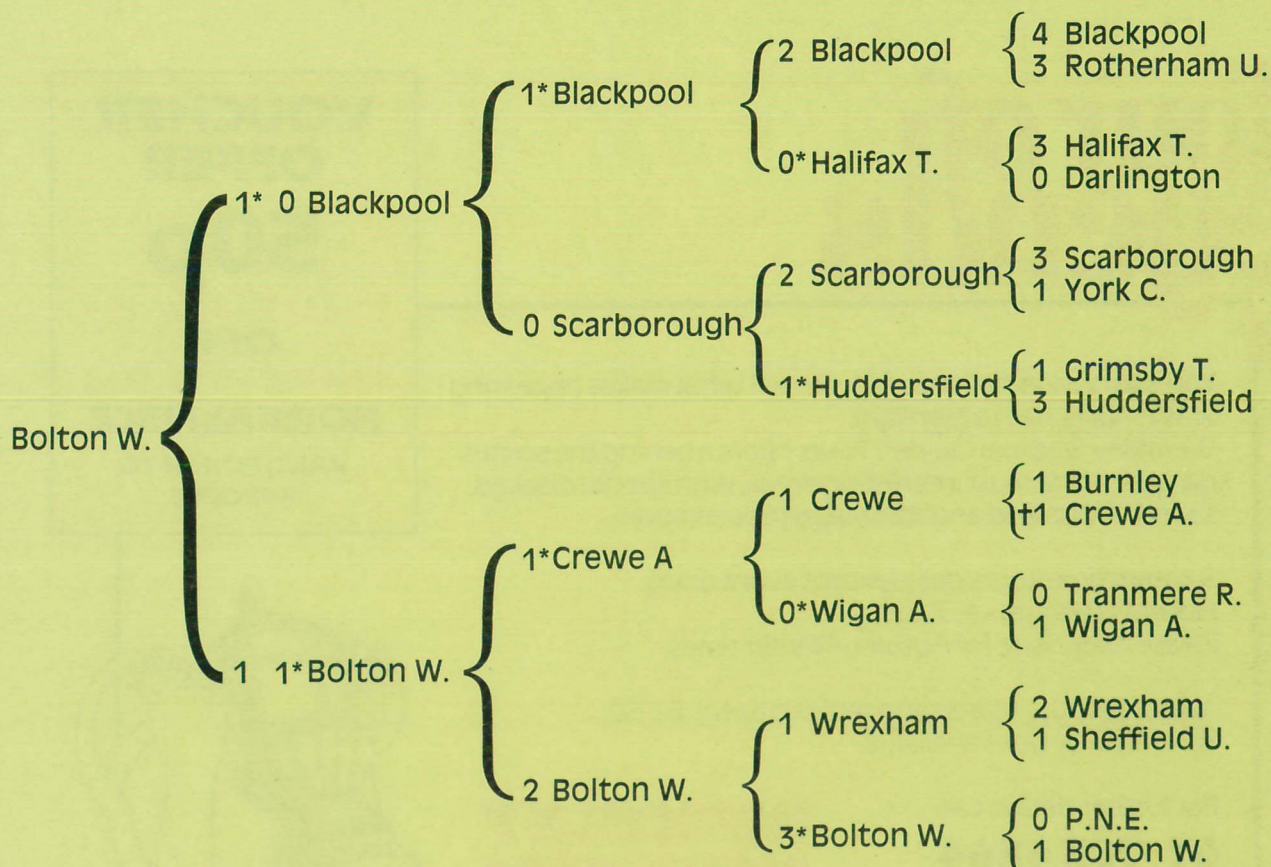 4 Blackpool
2 Blackpool
3 Rotherham U.
1* Blackpool
3 Halifax T.
0* Halifax T.
0 Darlington
1* 0 Blackpool
3 Scarborough
2 Scarborough
1 York C.
0 Scarborough
1 Grimsby T.
1* Huddersfield
3 Huddersfield
Bolton W.
1 Burnley
1 Crewe
†1 Crewe A.
1* Crewe A
0 Tranmere R.
0* Wigan A.
1 Wigan A.
1 1* Bolton W.
2 Wrexham
1 Wrexham
1 Sheffield U.
2 Bolton W.
0 P.N.E.
3* Bolton W.
1 Bolton W.